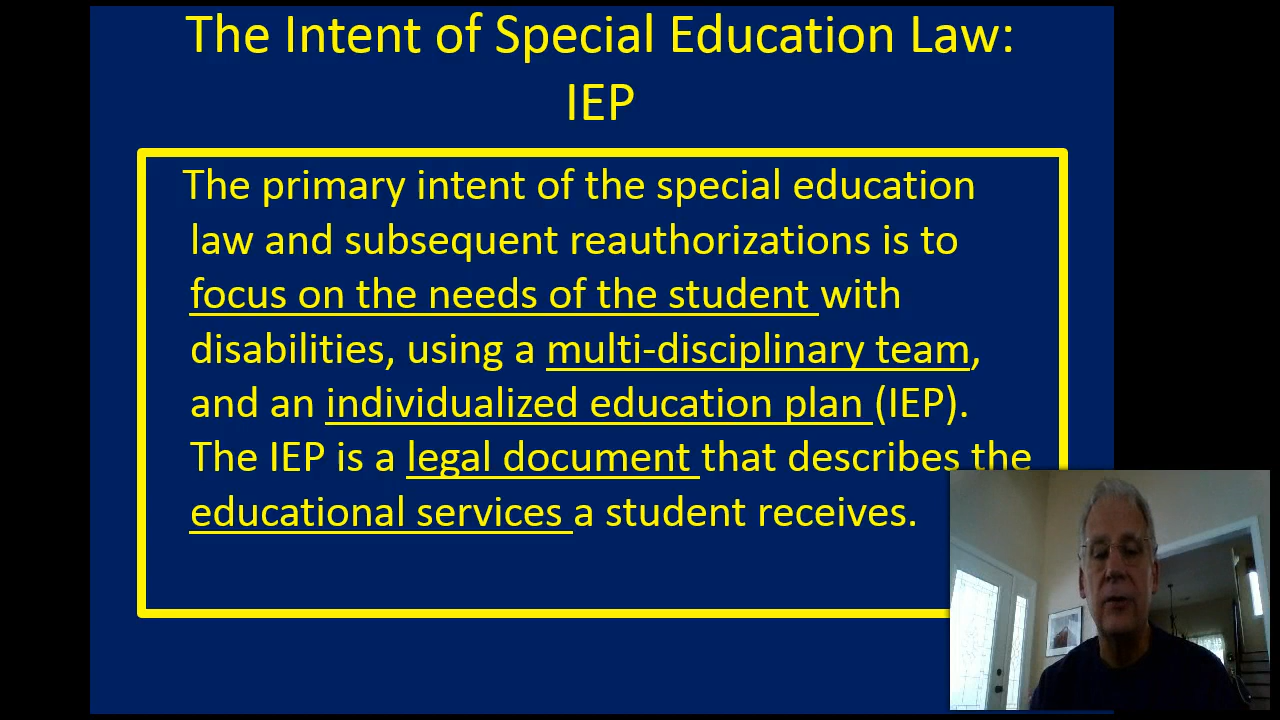 The Intent of Special Education Law:
IEP
The primary intent of the special education
law and subsequent reauthorizations is to
focus on the needs of the student with
disabilities, using a multi-disciplinary team,
and an individualized education plan (IEP).
The IEP is a legal document that describes the
educational services a student receives.